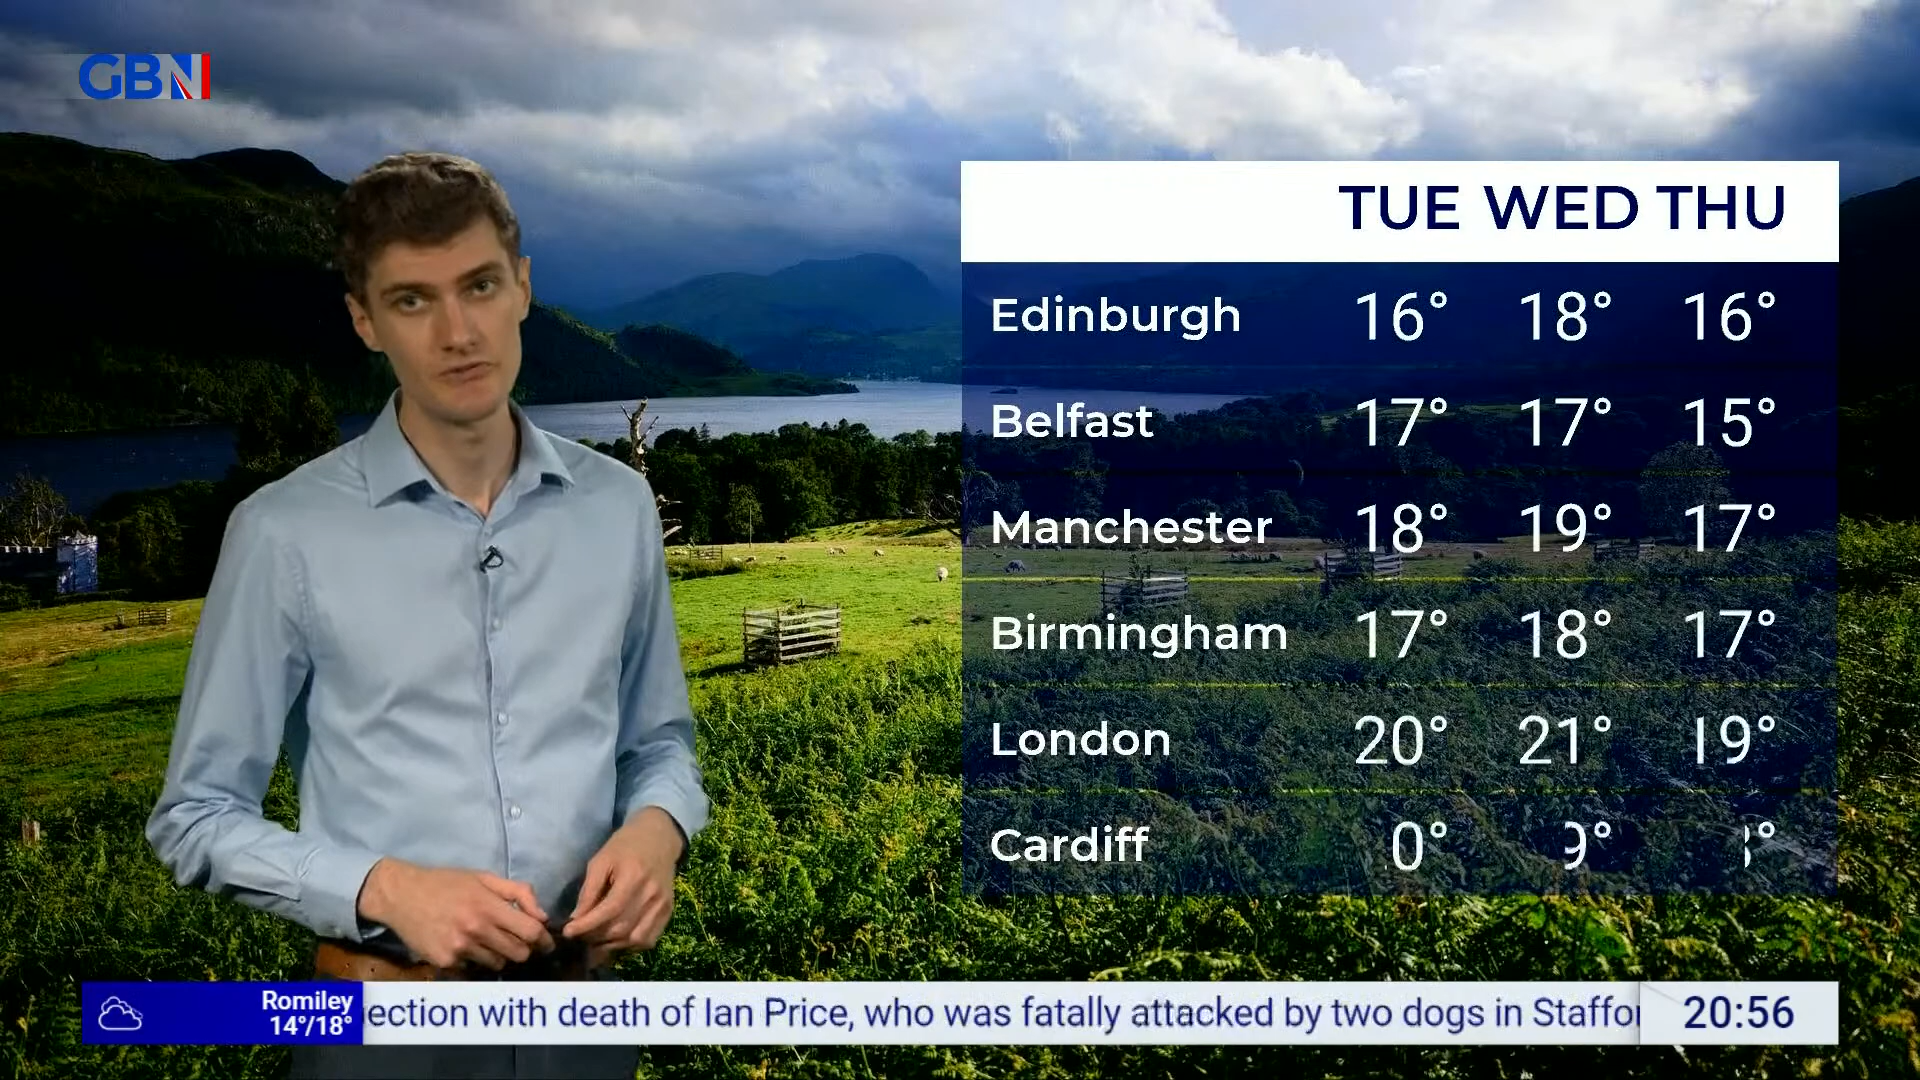 GBN
TUE WED THU
Edinburgh 16° 18° 16°
Belfast 17° 17° 15°
Manchester 18° 19° 17°
Birmingham 17° 18° 17°
London 20° 21° 19°
Cardiff
Romiley
14°/18°
with death of Ian Price, who was fatally attacked by two dogs in
20:56